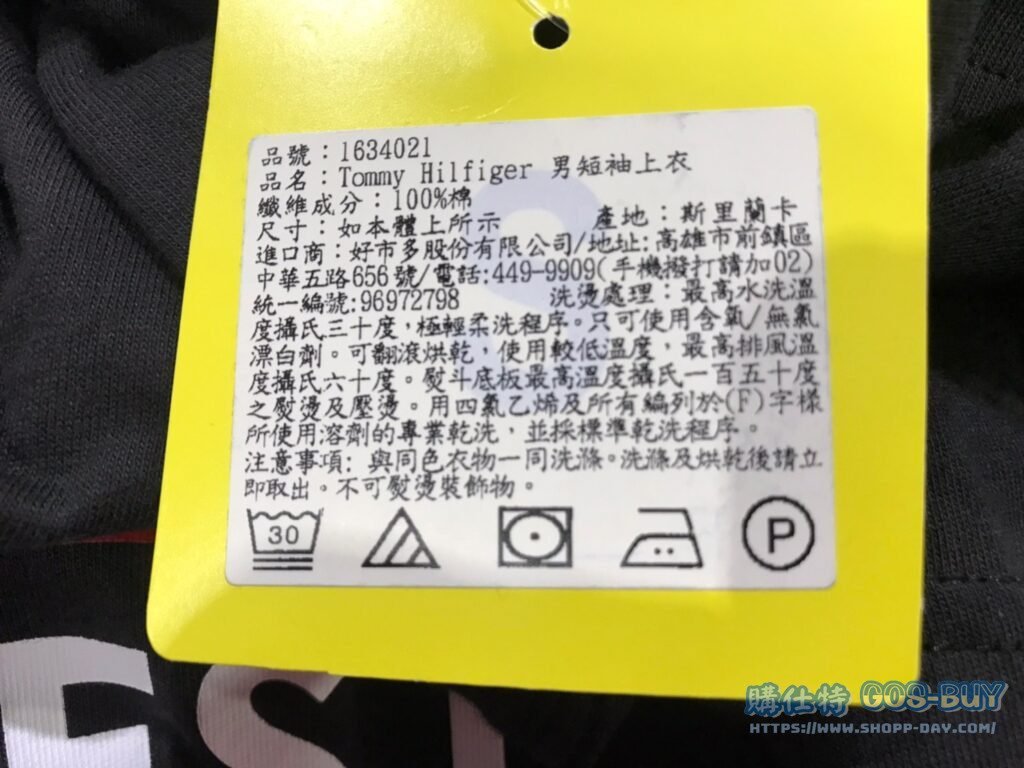 品號：1634021
品名：Tommy Hilfiger 男短袖上衣
纖維成分：100%棉
尺寸：如本體上所示 產地：斯里蘭卡
進口商：好市多股份有限公司/地址:高雄市前鎮區
中華五路656號/電話:449-9909(手機撥打請加02)
統一編號:96972798 洗燙處理：最高水洗溫
度攝氏三十度，極輕柔洗程序。只可使用含氧/無氯
漂白劑。可翻滾烘乾，使用較低溫度，最高排風溫
度攝氏六十度。熨斗底板最高溫度攝氏一百五十度
之熨燙及壓燙。用四氯乙烯及所有編列於(F)字樣
所使用溶劑的專業乾洗，並採標準乾洗程序。
注意事項：與同色衣物一同洗滌。洗滌及烘乾後請立
即取出。不可熨燙裝飾物。
30
P
EST
購仕特 GOS-BUY
HTTPS://WWW.SHOPP-DAY.COM/